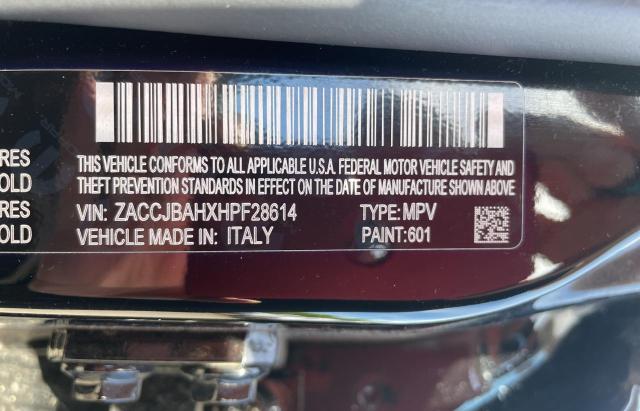 THIS VEHICLE CONFORMS TO ALL APPLICABLE U.S.A. FEDERAL MOTOR VEHICLE SAFETY AND
THEFT PREVENTION STANDARDS IN EFFECT ON THE DATE OF MANUFACTURE SHOWN ABOVE
RES
OLD
VIN: ZACCJBAHXHPF28614 TYPE:MPV
RES
VEHICLE MADE IN: ITALY PAINT:601
OLD